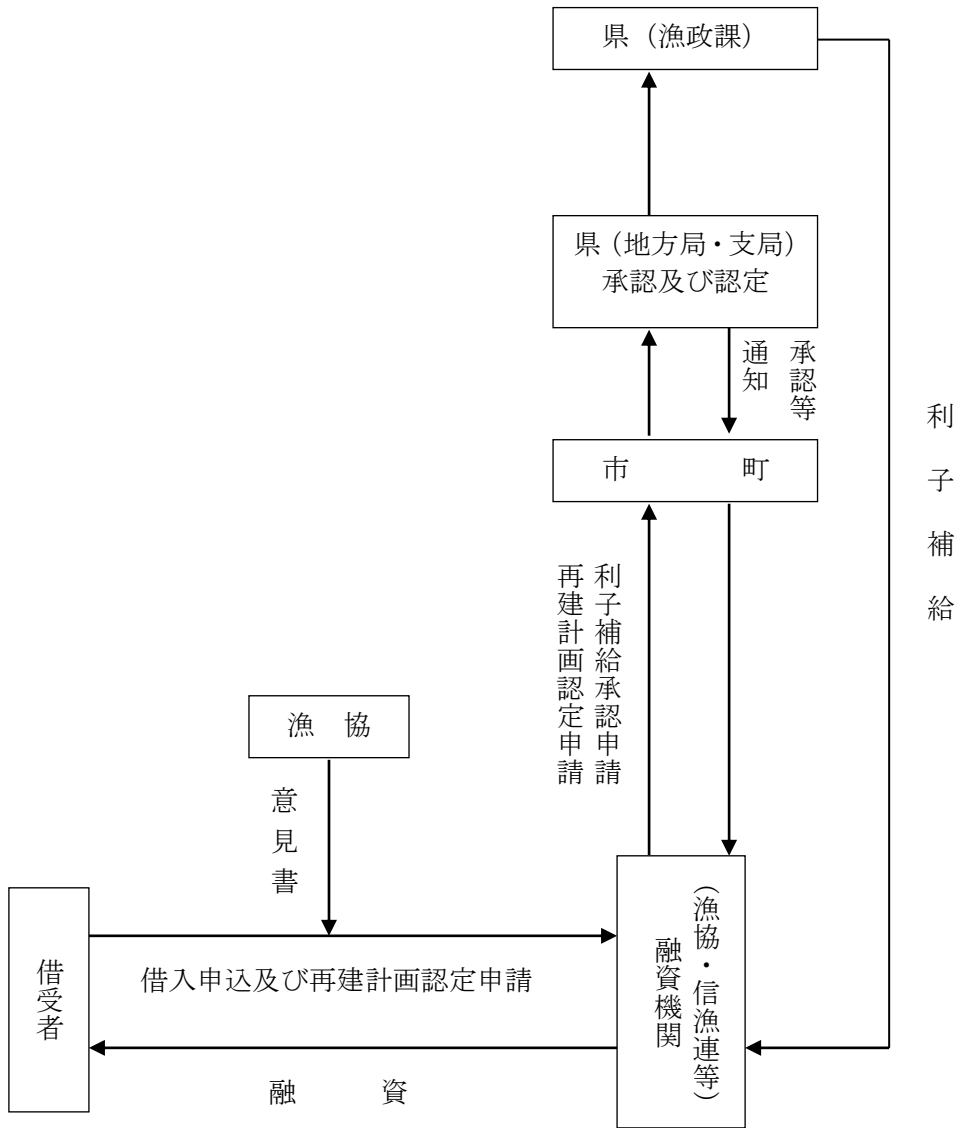 県（漁政課）
県（地方局・支局）
承認及び認定
承認等
通知
市　　　町
利子補給
利子補給承認申請
再建計画認定申請
漁　協
意見書
借受者
借入申込及び再建計画認定申請
融　　　資
（漁協・信漁連等）
融資機関